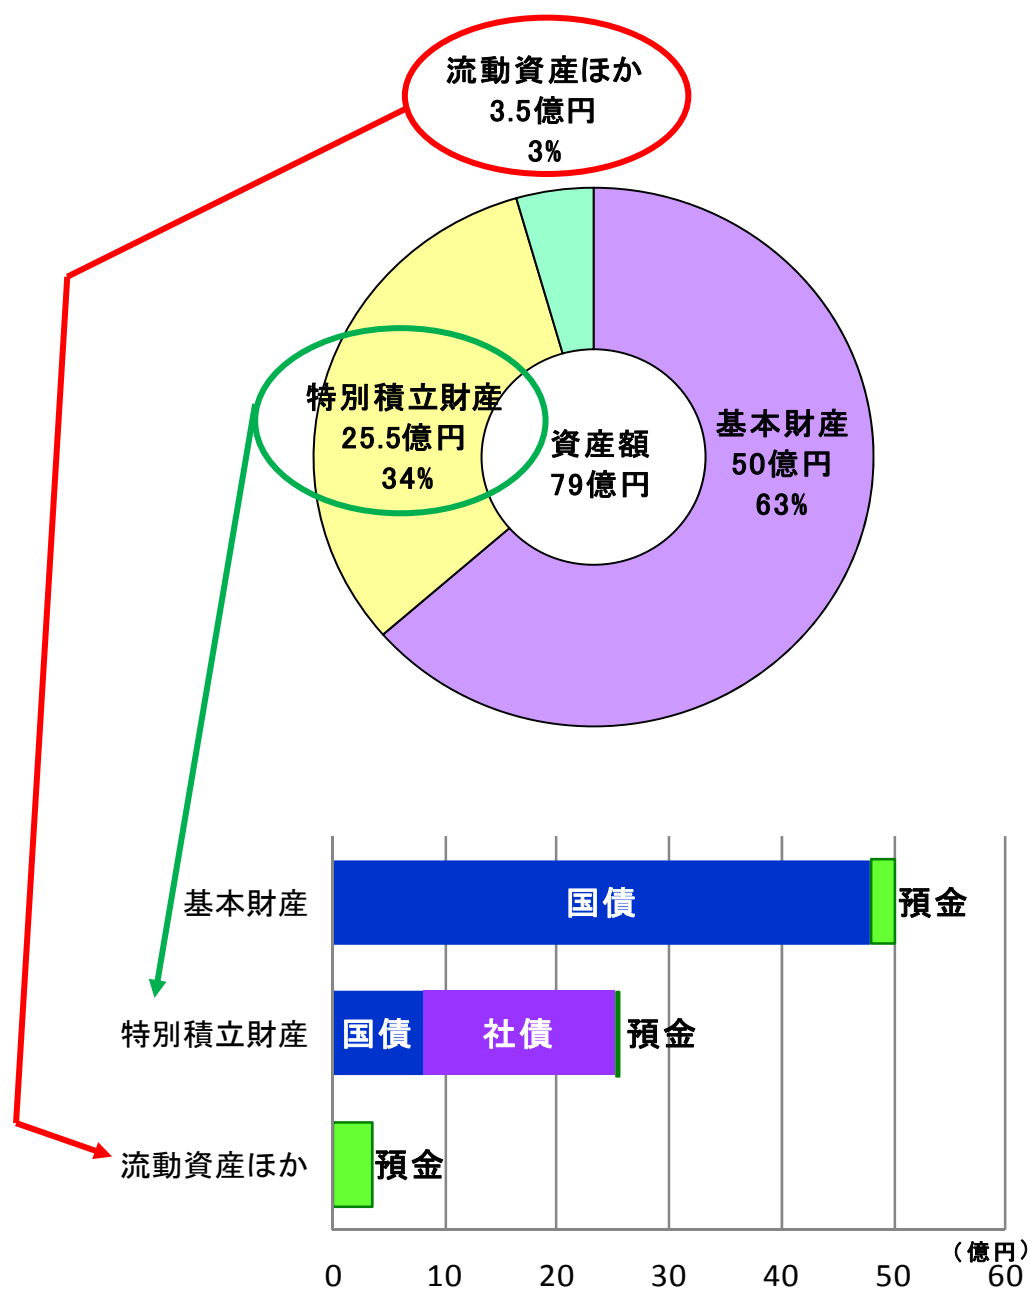 流動資産ほか
3.5億円
3%
特別積立財産
25.5億円
34%
資産額
79億円
基本財産
50億円
63%
基本財産
国債
預金
特別積立財産
国債
社債
預金
流動資産ほか
預金
（億円）
0 10 20 30 40 50 60